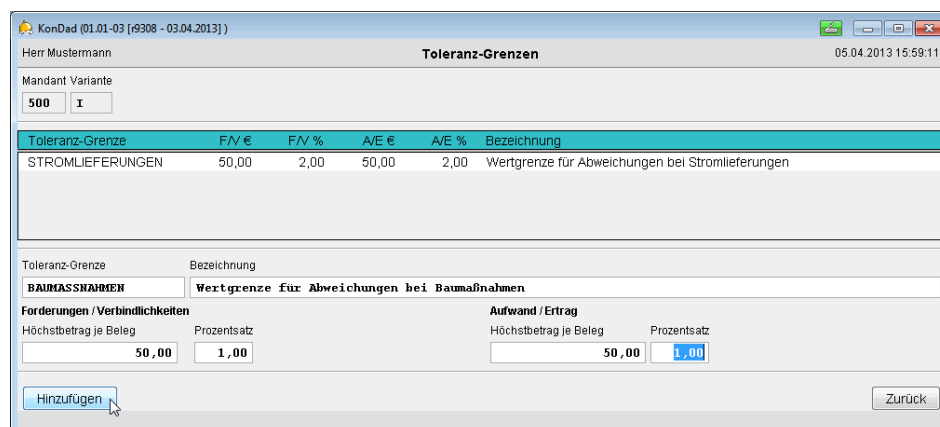 KonDad (01.01-03 [r9308 - 03.04.2013] )
Herr Mustermann Toleranz-Grenzen 05.04.2013 15:59:11
Mandant Variante
500 I
Toleranz-Grenze F/V € F/V % A/E € A/E % Bezeichnung
STROMLIEFERUNGEN 50,00 2,00 50,00 2,00 Wertgrenze für Abweichungen bei Stromlieferungen
Toleranz-Grenze Bezeichnung
BAUMASSNAHMEN Wertgrenze für Abweichungen bei Baumaßnahmen
Forderungen / Verbindlichkeiten Aufwand / Ertrag
Höchstbetrag je Beleg Prozentsatz Höchstbetrag je Beleg Prozentsatz
50,00 1,00 50,00 1,00
Hinzufügen Zurück